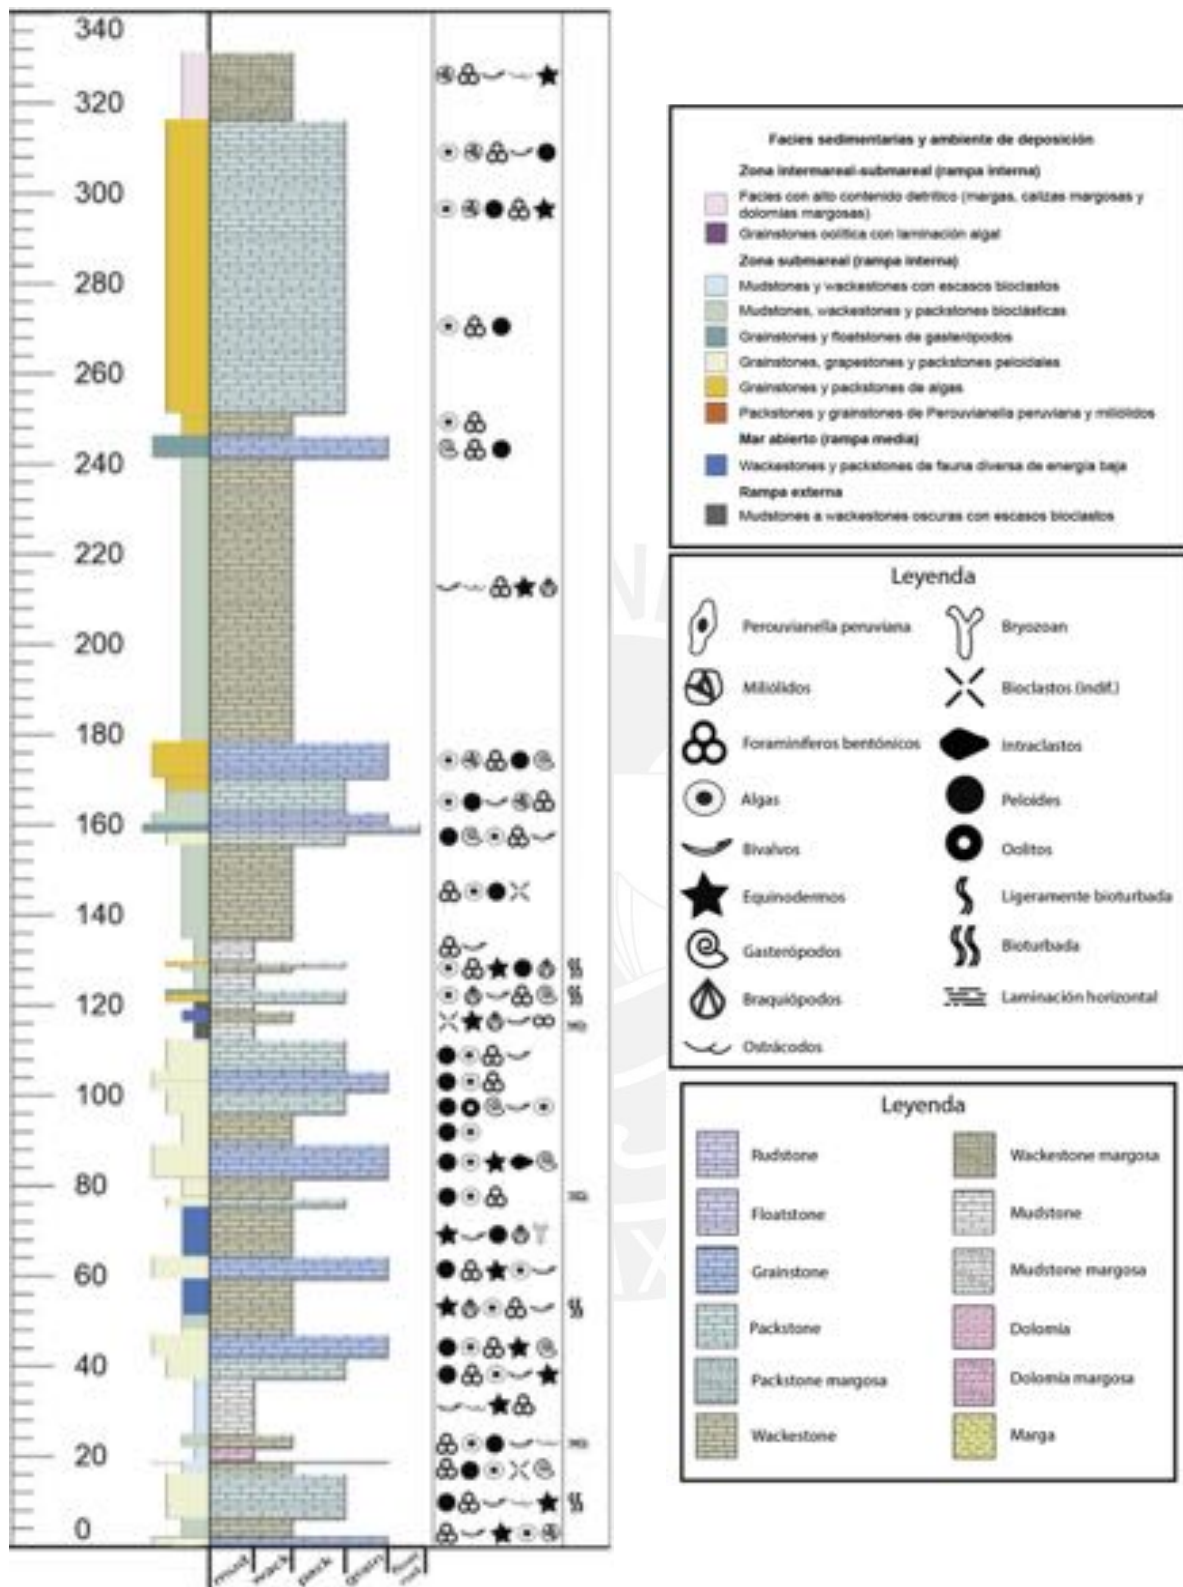 340
320
300
280
260
240
220
200
180
160
140
120
100
80
60
40
20
0
mud
wack
pack
grain
Facies sedimentarias y ambiente de deposición
Zona intermareal-submareal (rampa interna)
Facies con alto contenido detrítico (margas, calizas margosas y
dolomías margosas)
Grainstones oolítica con laminación algal
Zona submareal (rampa interna)
Mudstones y wackestones con escasos bioclastos
Mudstones, wackestones y packstones bioclásticas
Grainstones y floatstones de gasterópodos
Grainstones, grapestones y packstones peloidales
Grainstones y packstones de algas
Packstones y grainstones de Perouvianella peruviana y miliólidos
Mar abierto (rampa media)
Wackestones y packstones de fauna diversa de energía baja
Rampa externa
Mudstones a wackestones oscuras con escasos bioclastos
Leyenda
Perouvianella peruviana
Miliólidos
Foraminíferos bentónicos
Algas
Bivalvos
Equinodermos
Gasterópodos
Braquiópodos
Ostrácodos
Bryozoan
Bioclastos (indif.)
Intraclastos
Peloides
Oolitos
Ligeramente bioturbada
Bioturbada
Laminación horizontal
Leyenda
Rudstone
Floatstone
Grainstone
Packstone
Packstone margosa
Wackestone
Wackestone margosa
Mudstone
Mudstone margosa
Dolomía
Dolomía margosa
Marga